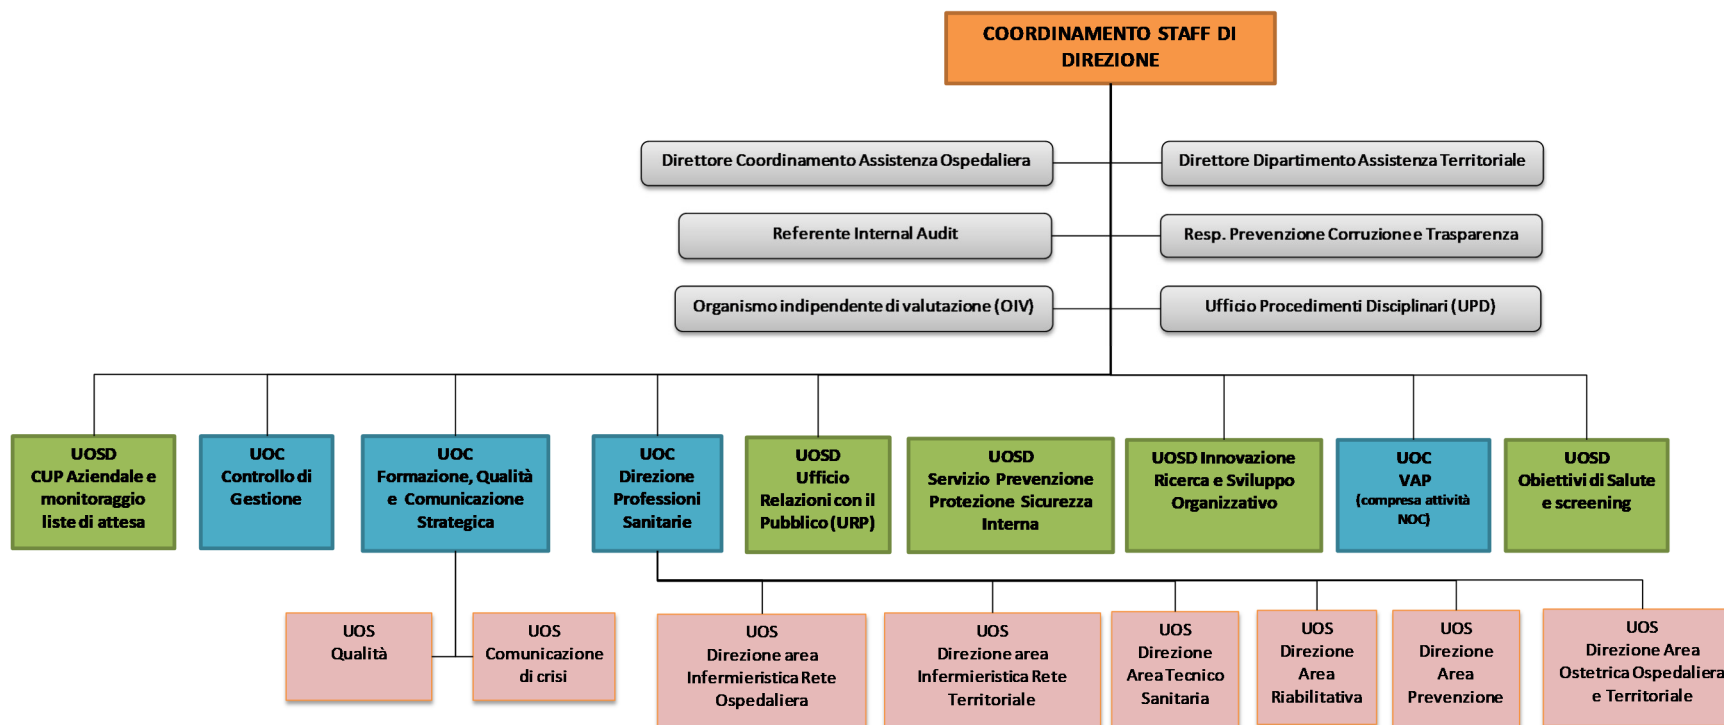 COORDINAMENTO STAFF DI
DIREZIONE
Direttore Coordinamento Assistenza Ospedaliera
Direttore Dipartimento Assistenza Territoriale
Referente Internal Audit
Resp. Prevenzione Corruzione e Trasparenza
Organismo indipendente di valutazione (OIV)
Ufficio Procedimenti Disciplinari (UPD)
UOSD
CUP Aziendale e
monitoraggio
liste di attesa
UOC
Controllo di
Gestione
UOC
Formazione, Qualità
e Comunicazione
Strategica
UOC
Direzione
Professioni
Sanitarie
UOSD
Ufficio
Relazioni con il
Pubblico (URP)
UOSD
Servizio Prevenzione
Protezione Sicurezza
Interna
UOSD Innovazione
Ricerca e Sviluppo
Organizzativo
UOC
VAP
(compresa attività
NOC)
UOSD
Obiettivi di Salute
e screening
UOS
Qualità
UOS
Comunicazione
di crisi
UOS
Direzione area
Infermieristica Rete
Ospedaliera
UOS
Direzione area
Infermieristica Rete
Territoriale
UOS
Direzione
Area Tecnico
Sanitaria
UOS
Direzione
Area
Riabilitativa
UOS
Direzione
Area
Prevenzione
UOS
Direzione Area
Ostetrica Ospedaliera
e Territoriale